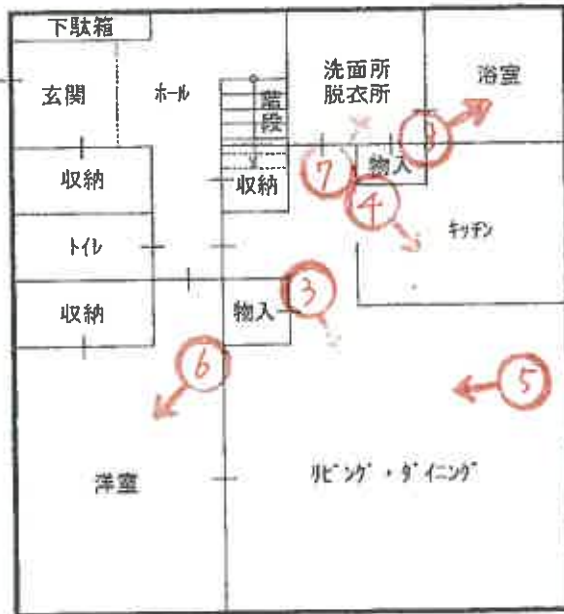 下駄箱
玄関
ホール
階段
洗面所
脱衣所
浴室
収納
収納
⑦
物入
④
キッチン
トイレ
収納
物入
③
⑥
⑤
洋室
リビング・ダイニング